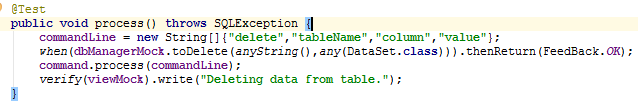 @Test
public void process() throws SQLException {
commandLine = new String[]{"delete","tableName","column","value"};
when(dbManagerMock.toDelete(anyString(),any(DataSet.class))).thenReturn(FeedBack.OK);
command.process(commandLine);
verify(viewMock).write("Deleting data from table.");
}